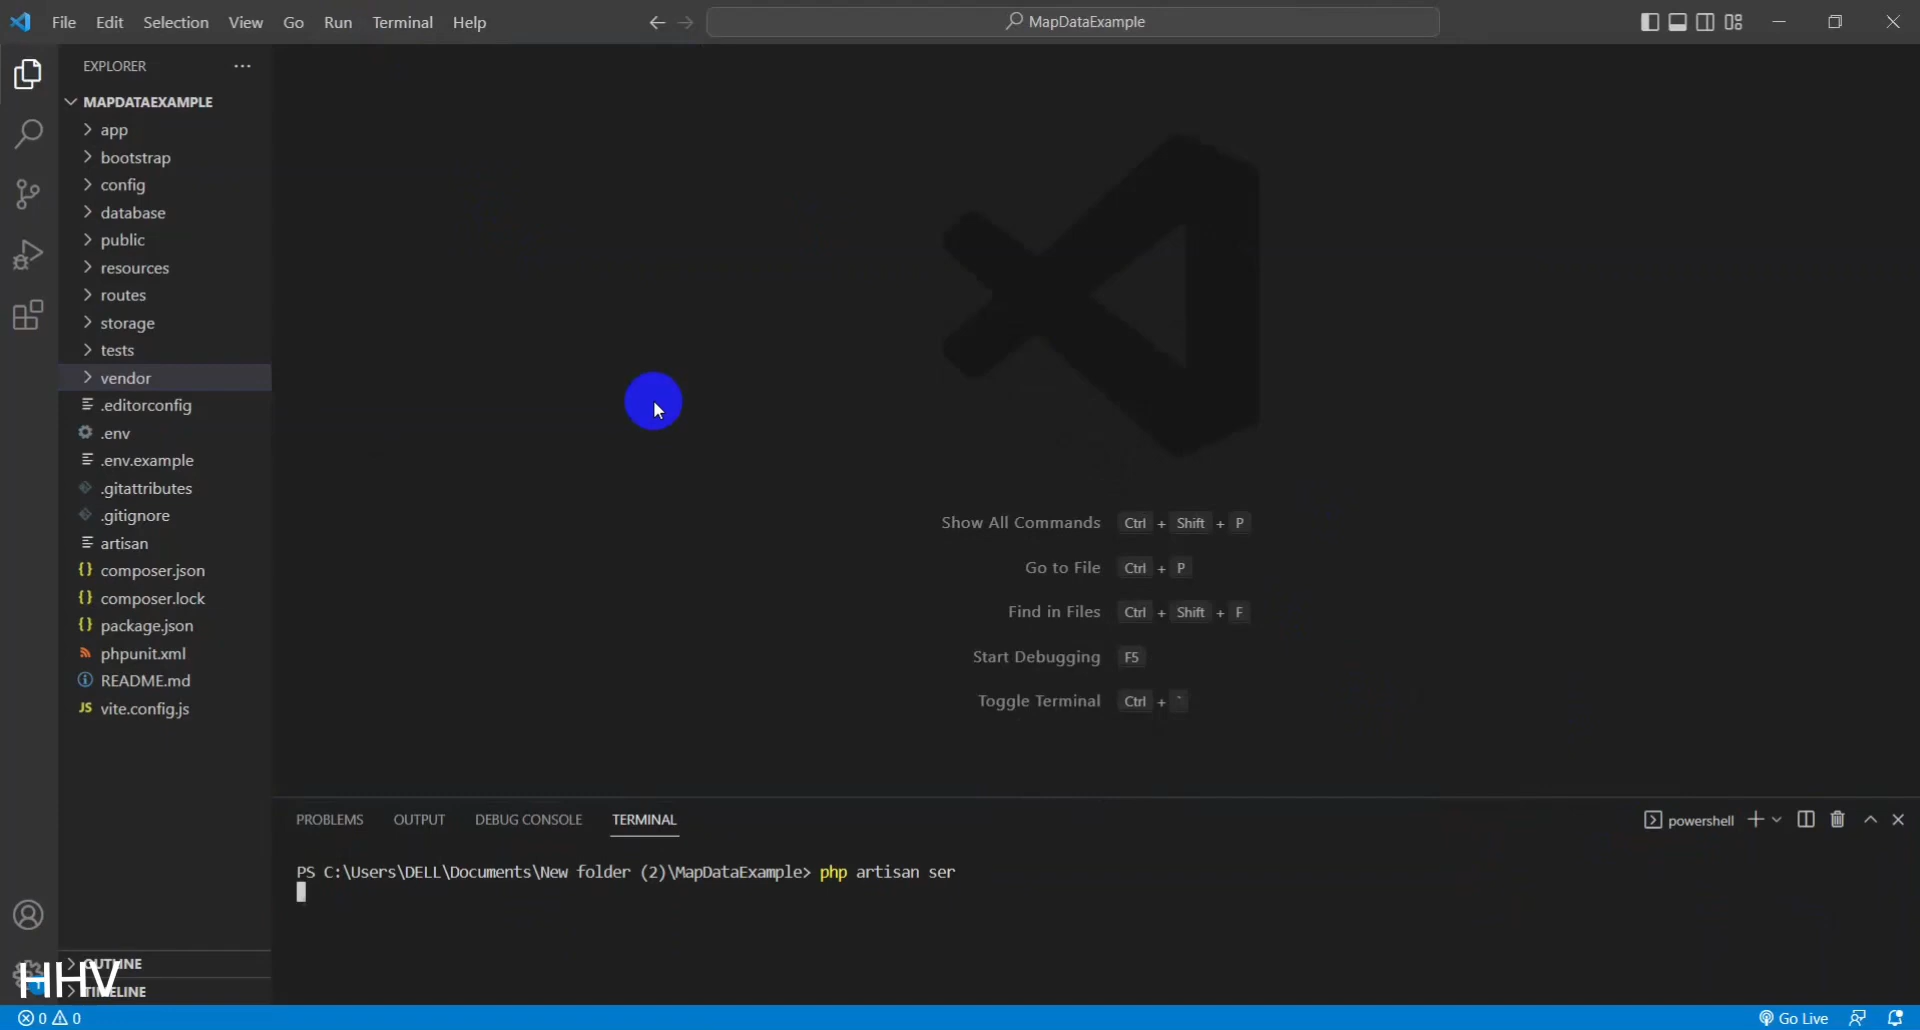 File Edit Selection View Go Run Terminal Help
MapDataExample
EXPLORER
MAPDATAEXAMPLE
app
bootstrap
config
database
public
resources
routes
storage
tests
vendor
.editorconfig
.env
.env.example
.gitattributes
.gitignore
artisan
composer.json
composer.lock
package.json
phpunit.xml
README.md
JS vite.config.js
Show All Commands Ctrl + Shift + P
Go to File Ctrl + P
Find in Files Ctrl + Shift + F
Start Debugging F5
Toggle Terminal Ctrl + `
PROBLEMS OUTPUT DEBUG CONSOLE TERMINAL
powershell
PS C:\Users\DELL\Documents\New folder (2)\MapDataExample> php artisan ser
OUTLINE
HHV
TIMELINE
0 0
Go Live